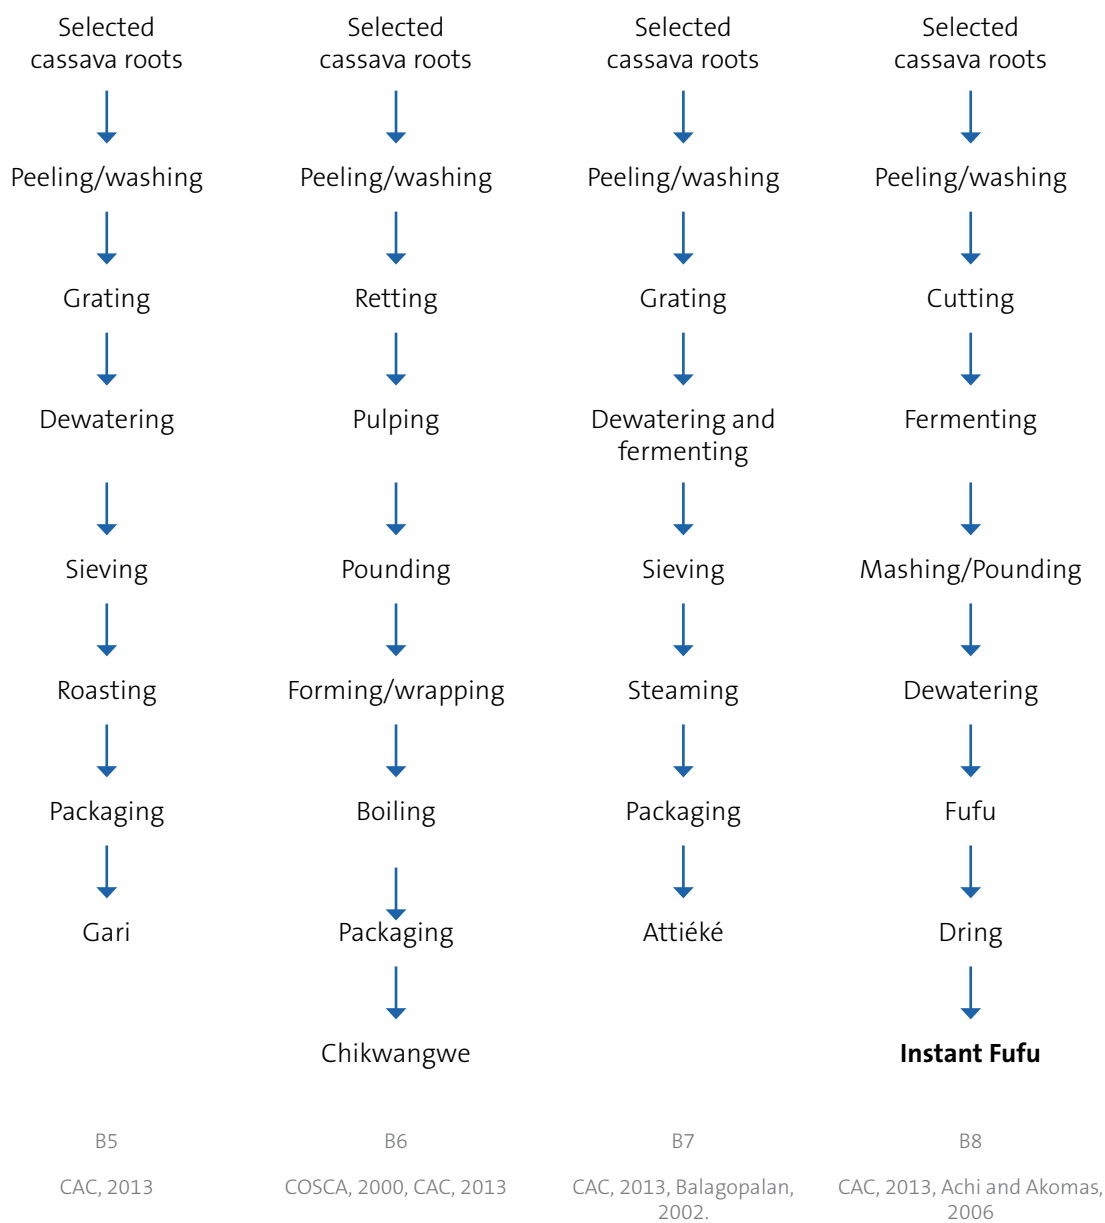 Selected
cassava roots
Peeling/washing
Grating
Dewatering
Sieving
Roasting
Packaging
Gari
B5
CAC, 2013
Selected
cassava roots
Peeling/washing
Retting
Pulping
Pounding
Forming/wrapping
Boiling
Packaging
Chikwangwe
B6
COSCA, 2000, CAC, 2013
Selected
cassava roots
Peeling/washing
Grating
Dewatering and
fermenting
Sieving
Steaming
Packaging
Attiéké
B7
CAC, 2013, Balagopalan,
2002.
Selected
cassava roots
Peeling/washing
Cutting
Fermenting
Mashing/Pounding
Dewatering
Fufu
Dring
Instant Fufu
B8
CAC, 2013, Achi and Akomas,
2006